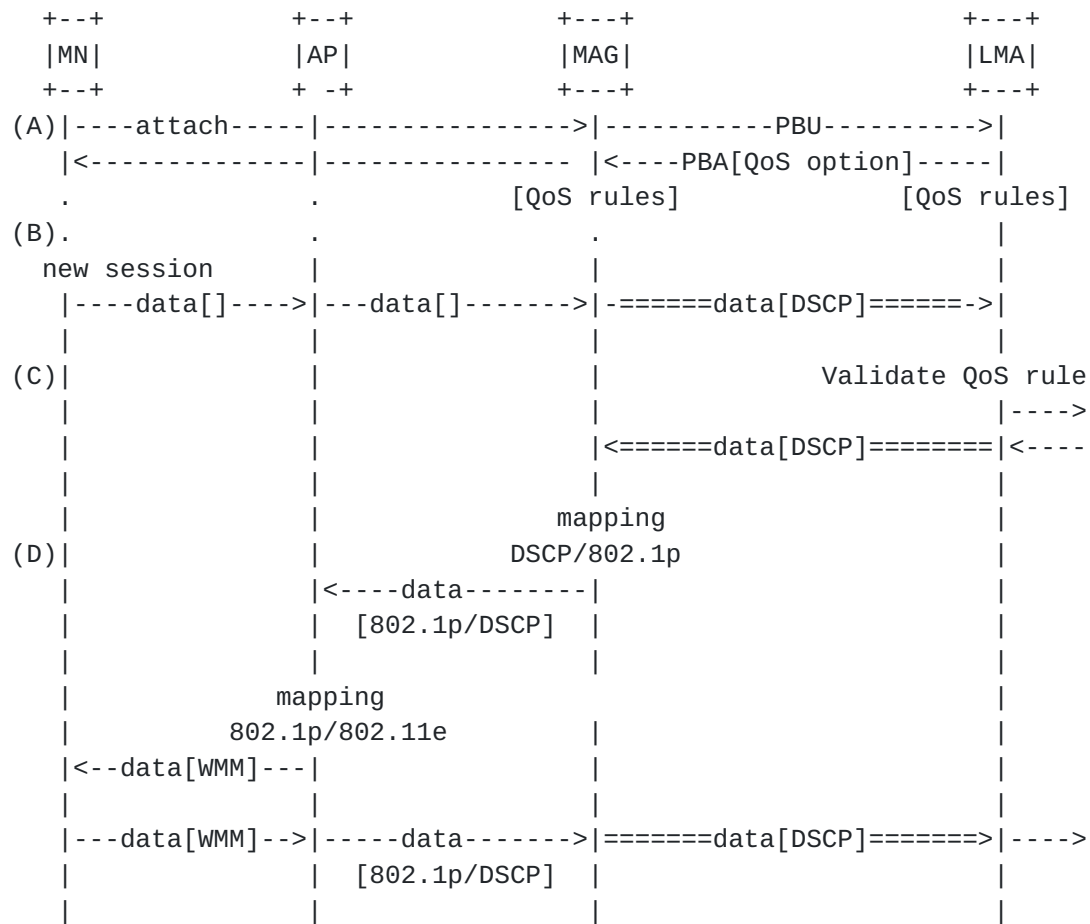 +--+            +--+             +---+                     +---+
  |MN|            |AP|             |MAG|                     |LMA|
  +--+            + -+             +---+                     +---+
(A)|----attach-----|---------------->|-----------PBU---------->|
   |<--------------|---------------- |<----PBA[QoS option]-----|
   .               .            [QoS rules]              [QoS rules]
(B).               .                 .                         |
  new session      |                 |                         |
   |----data[]---->|---data[]------->|-======data[DSCP]======->|
   |               |                 |                         |
(C)|               |                 |              Validate QoS rule
   |               |                 |                         |---->
   |               |                 |<======data[DSCP]========|<----
   |               |                 |                         |
   |               |               mapping                     |
(D)|               |            DSCP/802.1p                    |
   |               |<----data--------|                         |
   |               |  [802.1p/DSCP]  |                         |
   |               |                 |                         |
   |             mapping                                       |
   |          802.1p/802.11e         |                         |
   |<--data[WMM]---|                 |                         |
   |               |                 |                         |
   |---data[WMM]-->|-----data------->|=======data[DSCP]=======>|---->
   |               |  [802.1p/DSCP]  |                         |
   |               |                 |                         |